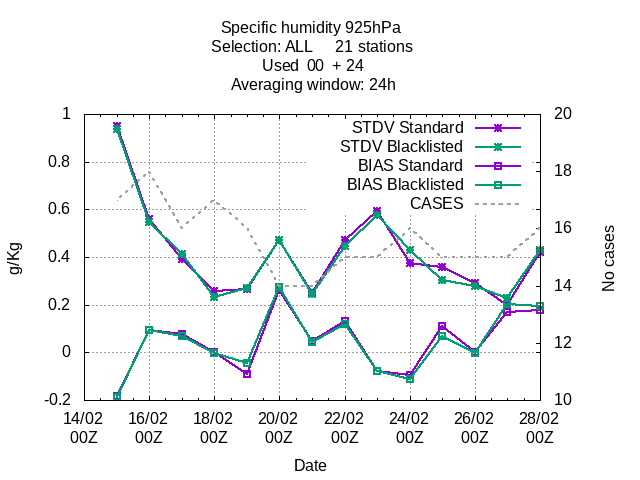 Specific humidity 925hPa
Selection: ALL 21 stations
Used 00 + 24
Averaging window: 24h
STDV Standard
STDV Blacklisted
BIAS Standard
BIAS Blacklisted
CASES
1
0.8
0.6
0.4
0.2
0
-0.2
20
18
16
14
12
10
g/Kg
No cases
14/02 16/02 18/02 20/02 22/02 24/02 26/02 28/02
00Z 00Z 00Z 00Z 00Z 00Z 00Z 00Z
Date